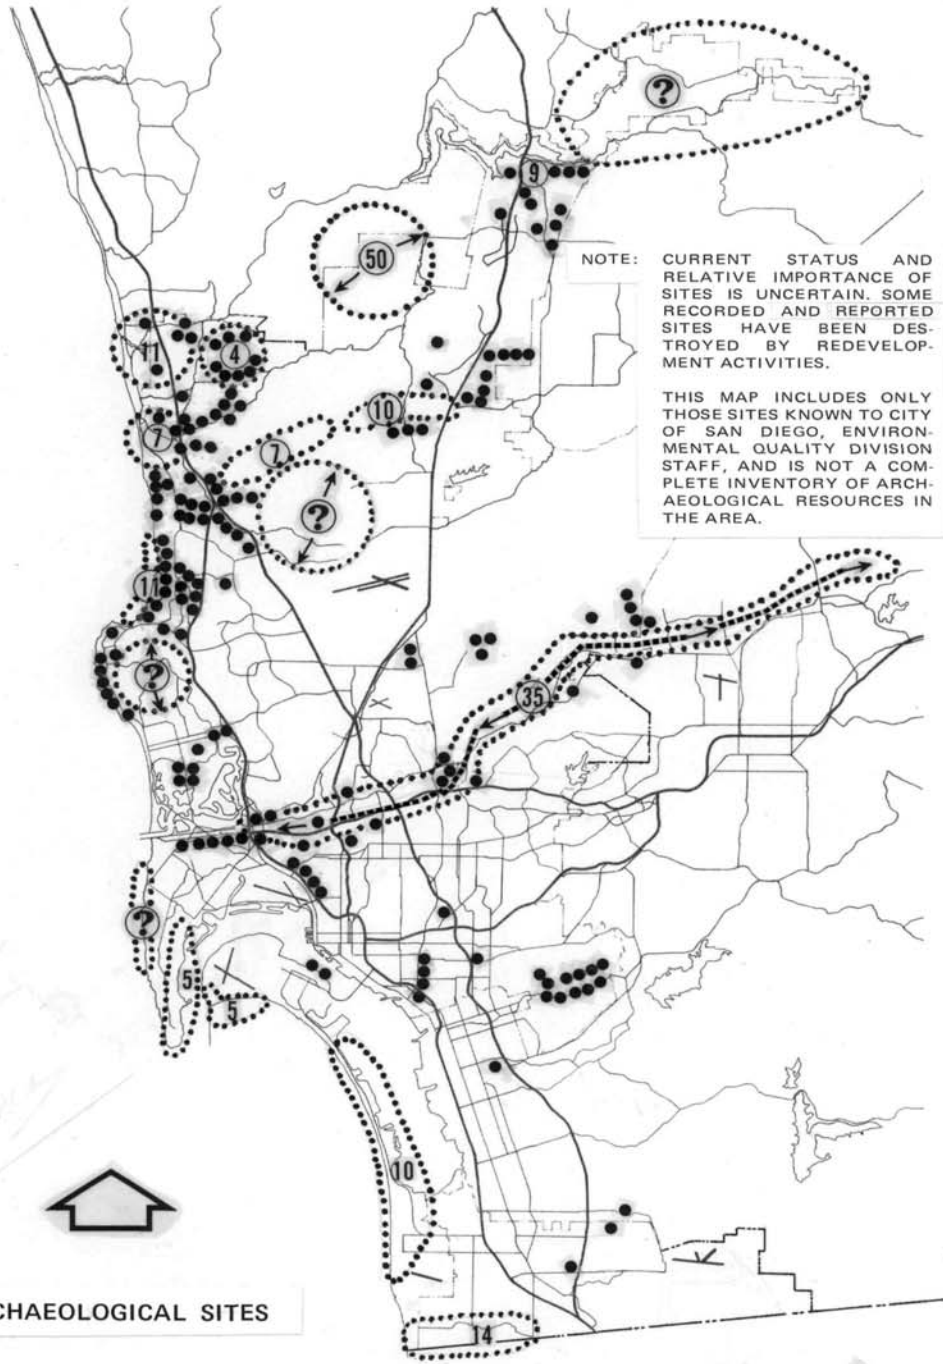 ?
9
50
NOTE: CURRENT STATUS AND
RELATIVE IMPORTANCE OF
SITES IS UNCERTAIN. SOME
RECORDED AND REPORTED
SITES HAVE BEEN DES-
TROYED BY REDEVELOP-
MENT ACTIVITIES.
THIS MAP INCLUDES ONLY
THOSE SITES KNOWN TO CITY
OF SAN DIEGO, ENVIRON-
MENTAL QUALITY DIVISION
STAFF, AND IS NOT A COM-
PLETE INVENTORY OF ARCH-
AEOLOGICAL RESOURCES IN
THE AREA.
11
4
10
7
7
?
11
?
35
?
5
5
10
14
CHAEOLOGICAL SITES